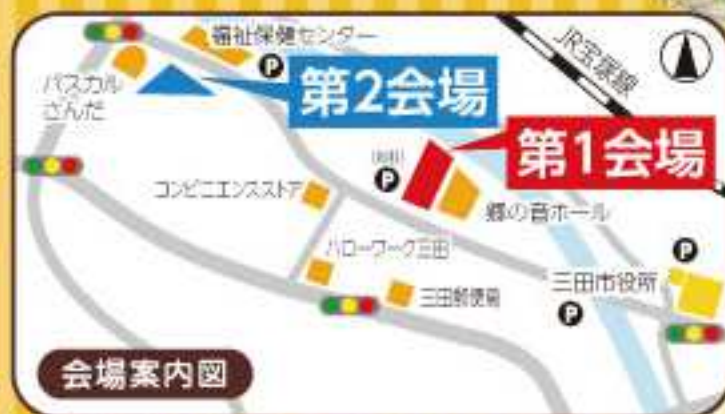 福祉保健センター
JR宝塚線
パスカル
さんだ
P
第2会場
第1会場
(有料)
P
コンビニエンスストア
郷の音ホール
ハローワーク三田
P
三田市役所
三田郵便局
P
会場案内図